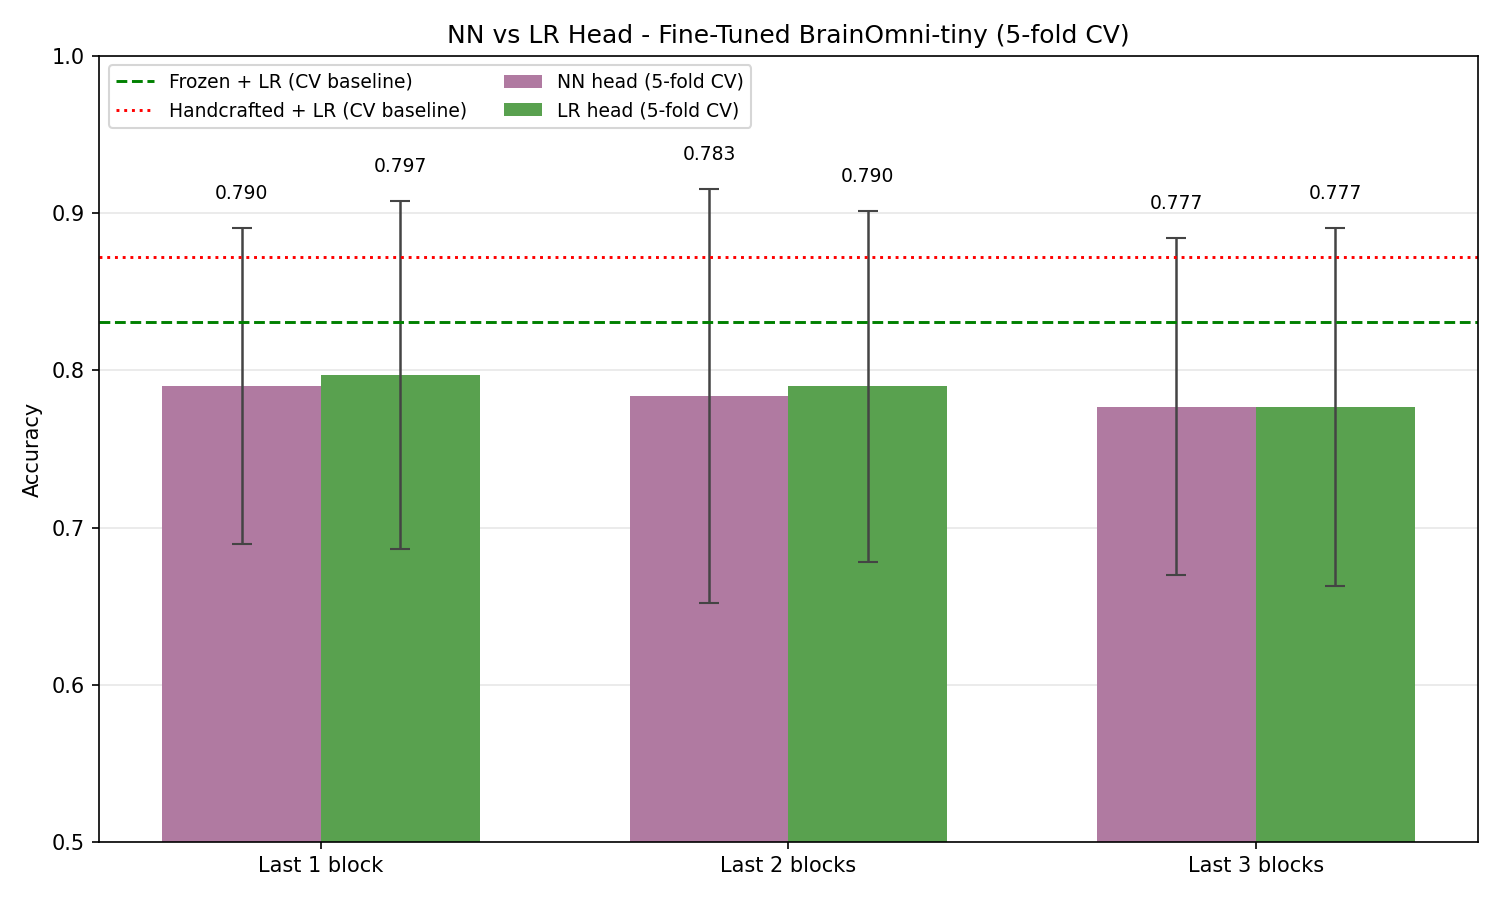 NN vs LR Head - Fine-Tuned BrainOmni-tiny (5-fold CV)
Frozen + LR (CV baseline)
Handcrafted + LR (CV baseline)
NN head (5-fold CV)
LR head (5-fold CV)
Accuracy
1.0
0.9
0.8
0.7
0.6
0.5
0.790
0.797
0.783
0.790
0.777
0.777
Last 1 block
Last 2 blocks
Last 3 blocks